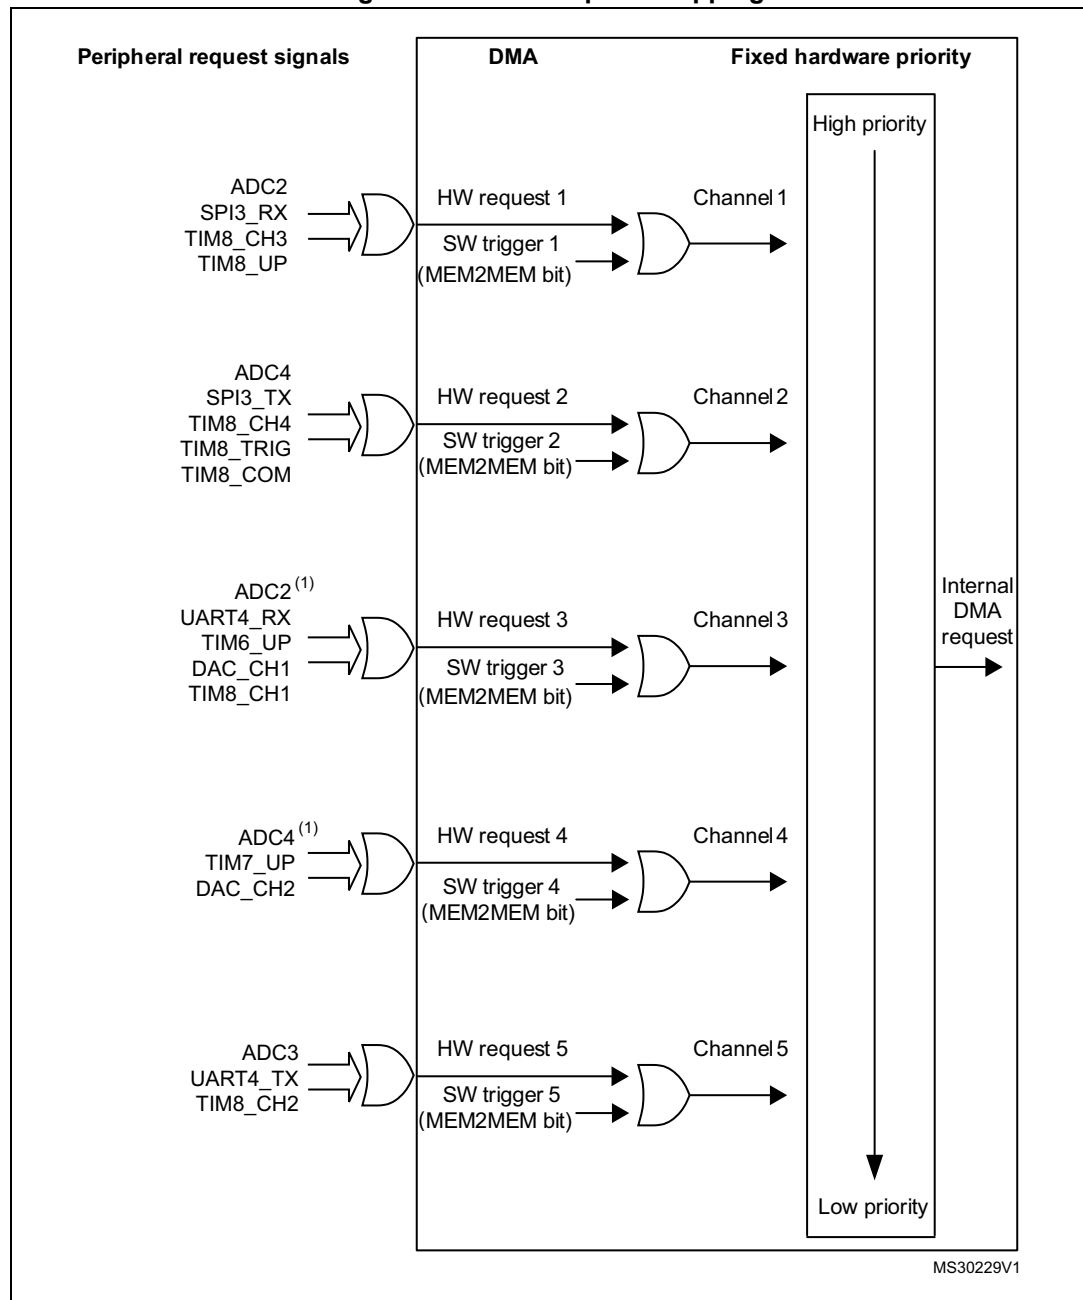 Peripheral request signals
DMA
Fixed hardware priority
High priority
ADC2
SPI3_RX
TIM8_CH3
TIM8_UP
HW request 1
SW trigger 1
(MEM2MEM bit)
Channel 1
ADC4
SPI3_TX
TIM8_CH4
TIM8_TRIG
TIM8_COM
HW request 2
SW trigger 2
(MEM2MEM bit)
Channel 2
ADC2 (1)
UART4_RX
TIM6_UP
DAC_CH1
TIM8_CH1
HW request 3
SW trigger 3
(MEM2MEM bit)
Channel 3
Internal
DMA
request
ADC4 (1)
TIM7_UP
DAC_CH2
HW request 4
SW trigger 4
(MEM2MEM bit)
Channel 4
ADC3
UART4_TX
TIM8_CH2
HW request 5
SW trigger 5
(MEM2MEM bit)
Channel 5
Low priority
MS30229V1